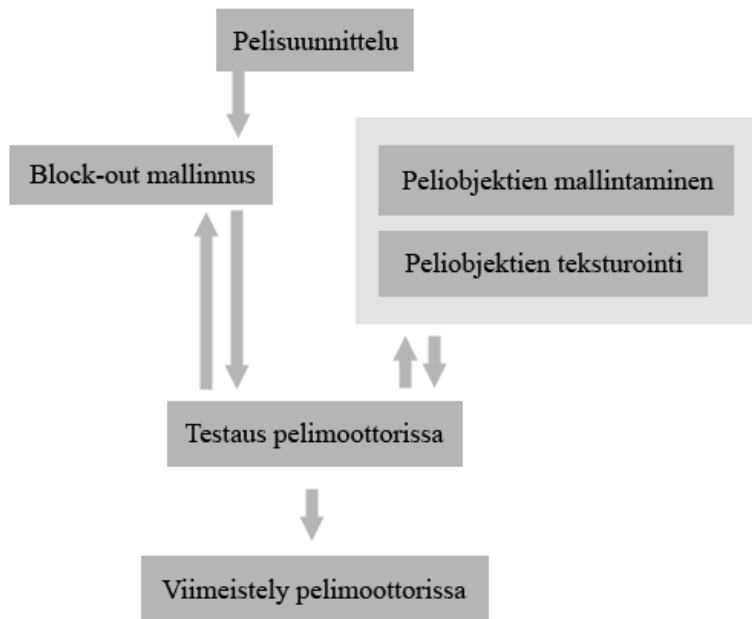 Pelisuunnittelu
Block-out mallinnus
Peliobjektien mallintaminen
Peliobjektien teksturointi
Testaus pelimoottorissa
Viimeistely pelimoottorissa